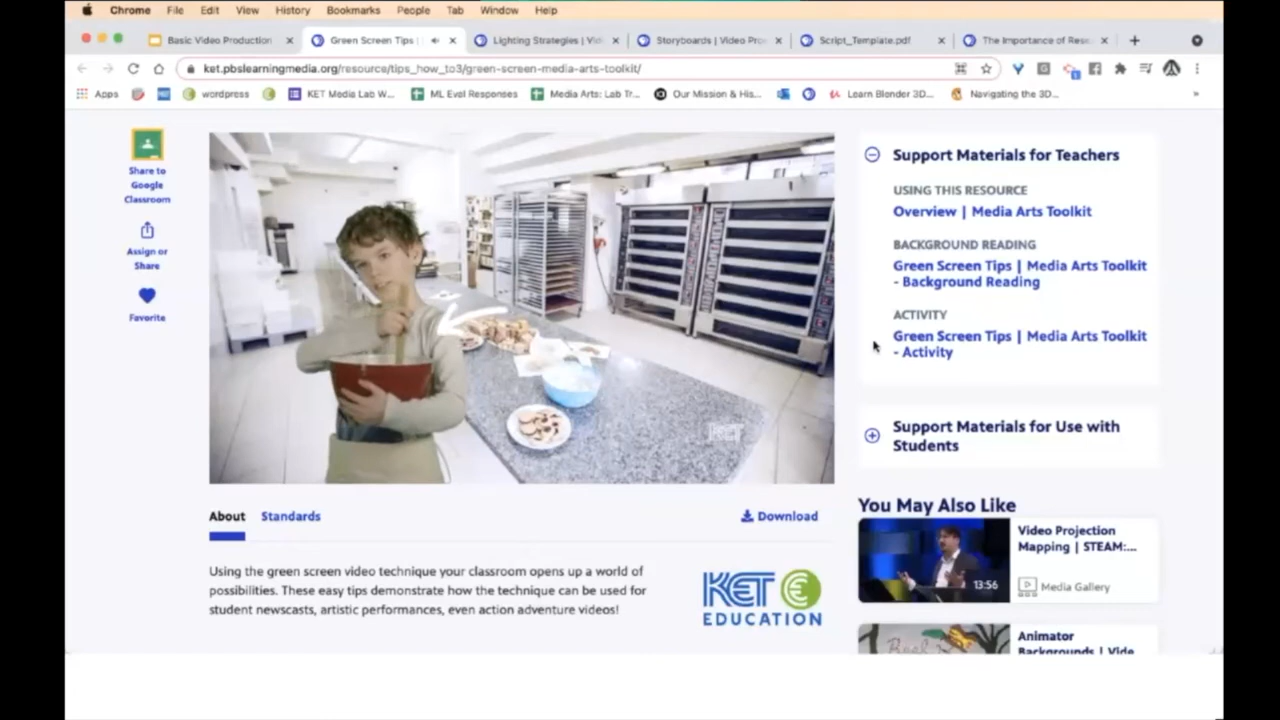 Chrome File Edit View History Bookmarks People Tab Window Help
Basic Video Production
Green Screen Tips |
Lighting Strategies | Vi
Storyboards | Video Pro
Script_Template.pdf
The Importance of Res
ket.pbslearningmedia.org/resource/tips_how_to3/green-screen-media-arts-toolkit/
Apps
wordpress
KET Media Lab W...
ML Eval Responses
Media Arts: Lab Tr...
Our Mission & His...
Learn Blender 3D...
Navigating the 3D...
»
Share to
Google
Classroom
Assign or
Share
Favorite
KET
Support Materials for Teachers
USING THIS RESOURCE
Overview | Media Arts Toolkit
BACKGROUND READING
Green Screen Tips | Media Arts Toolkit
- Background Reading
ACTIVITY
Green Screen Tips | Media Arts Toolkit
- Activity
Support Materials for Use with
Students
About Standards
Download
Using the green screen video technique your classroom opens up a world of
possibilities. These easy tips demonstrate how the technique can be used for
student newscasts, artistic performances, even action adventure videos!
KET
EDUCATION
You May Also Like
13:56
Video Projection
Mapping | STEAM:...
Media Gallery
Animator
Backgrounds | Vide